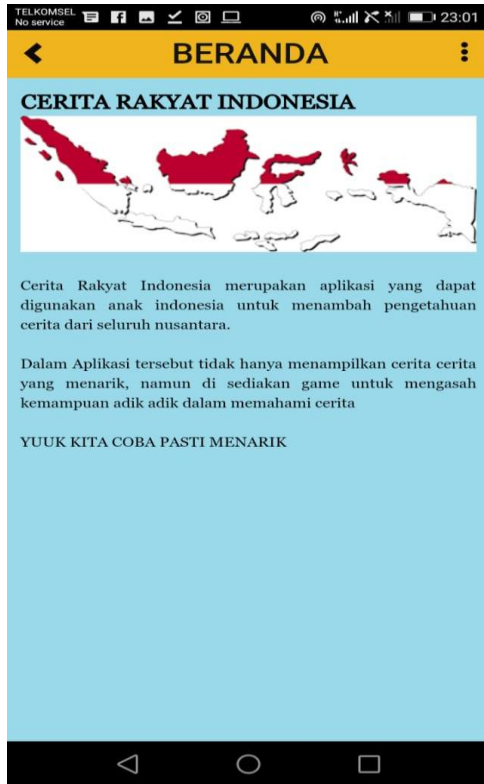 TELKOMSEL
No service
23:01
BERANDA
CERITA RAKYAT INDONESIA
Cerita Rakyat Indonesia merupakan aplikasi yang dapat
digunakan anak indonesia untuk menambah pengetahuan
cerita dari seluruh nusantara.
Dalam Aplikasi tersebut tidak hanya menampilkan cerita cerita
yang menarik, namun di sediakan game untuk mengasah
kemampuan adik adik dalam memahami cerita
YUUK KITA COBA PASTI MENARIK